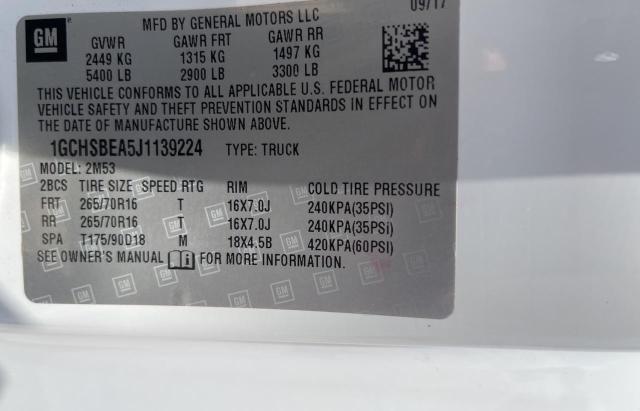 09/17
GM
MFD BY GENERAL MOTORS LLC
GVWR GAWR FRT GAWR RR
2449 KG 1315 KG 1497 KG
5400 LB 2900 LB 3300 LB
THIS VEHICLE CONFORMS TO ALL APPLICABLE U.S. FEDERAL MOTOR
VEHICLE SAFETY AND THEFT PREVENTION STANDARDS IN EFFECT ON
THE DATE OF MANUFACTURE SHOWN ABOVE.
1GCHSBEA5J1139224 TYPE: TRUCK
MODEL: 2M53
2BCS TIRE SIZE SPEED RTG RIM COLD TIRE PRESSURE
FRT 265/70R16 T 16X7.0J 240KPA(35PSI)
RR 265/70R16 T 16X7.0J 240KPA(35PSI)
SPA T175/90D18 M 18X4.5B 420KPA(60PSI)
SEE OWNER'S MANUAL i FOR MORE INFORMATION.